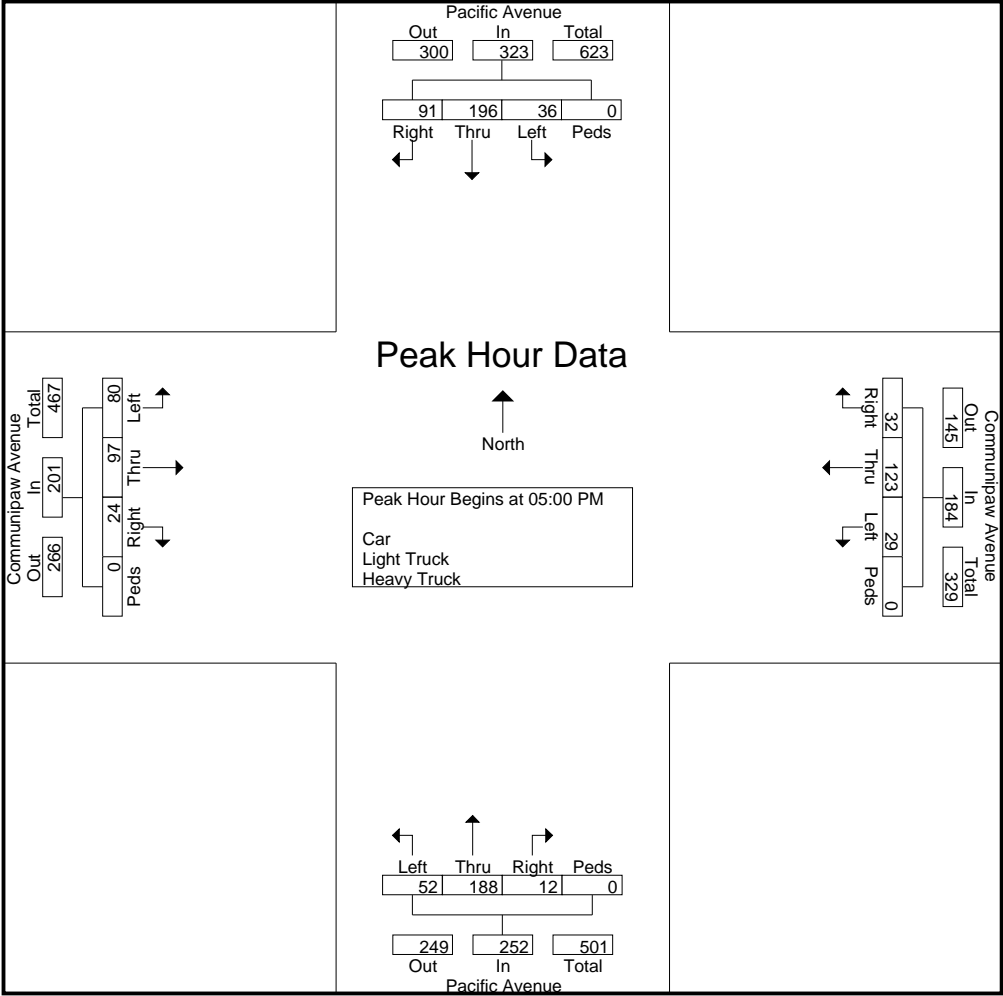 Pacific Avenue
Out In Total
300 323 623
91 196 36 0
Right Thru Left Peds
Peak Hour Data
North
Peak Hour Begins at 05:00 PM
Car
Light Truck
Heavy Truck
Communipaw Avenue
Total In Out
467 201 266
80 97 24 0
Left Thru Right Peds
Communipaw Avenue
Out In Total
145 184 329
32 123 29 0
Right Thru Left Peds
Left Thru Right Peds
52 188 12 0
249 252 501
Out In Total
Pacific Avenue